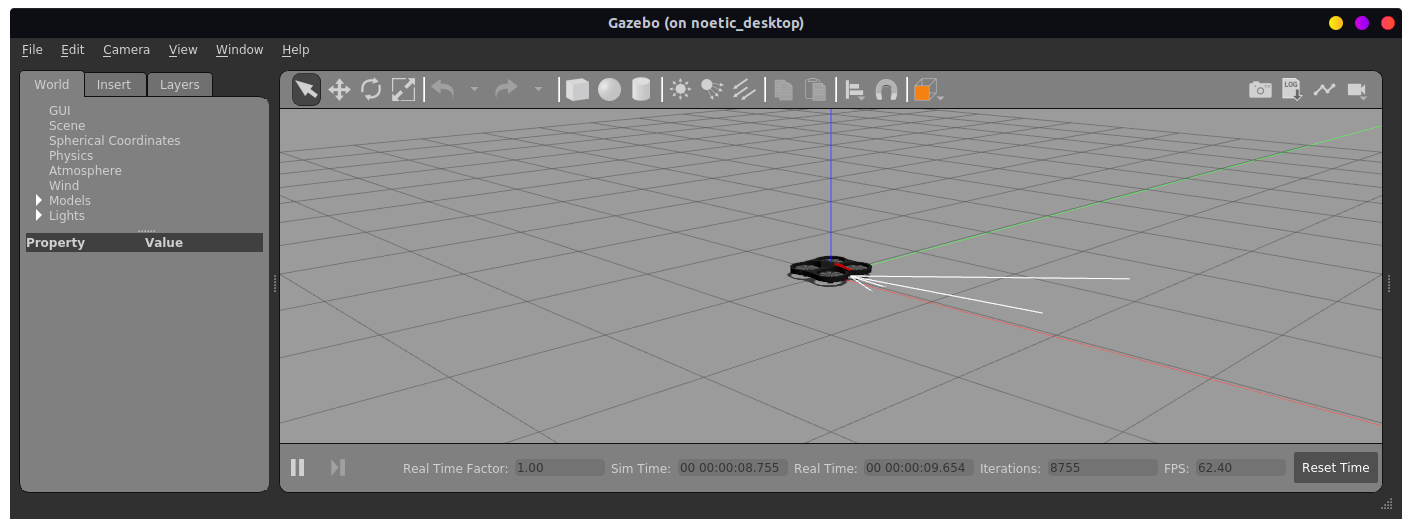 Gazebo (on noetic_desktop)
File Edit Camera View Window Help
World Insert Layers
GUI
Scene
Spherical Coordinates
Physics
Atmosphere
Wind
Models
Lights
Property Value
LOG
Real Time Factor: 1.00 Sim Time: 00 00:00:08.755 Real Time: 00 00:00:09.654 Iterations: 8755 FPS: 62.40 Reset Time